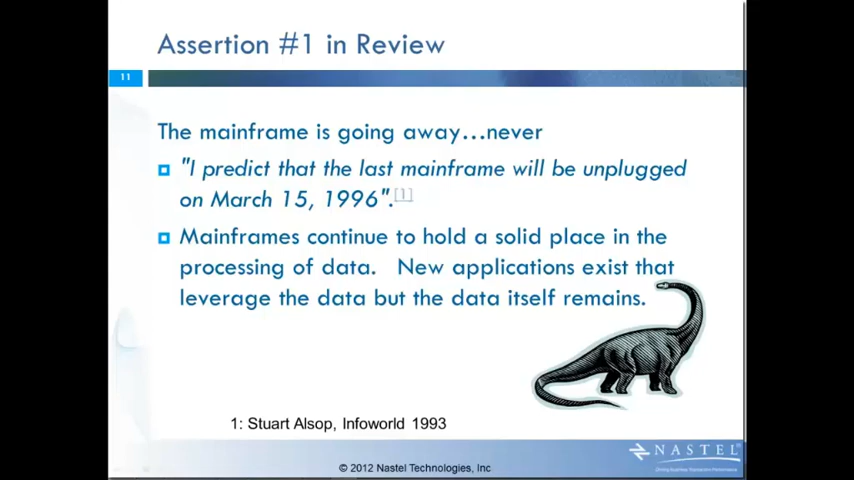 Assertion #1 in Review
11
The mainframe is going away...never
"I predict that the last mainframe will be unplugged
on March 15, 1996".[1]
Mainframes continue to hold a solid place in the
processing of data. New applications exist that
leverage the data but the data itself remains.
1: Stuart Alsop, Infoworld 1993
NASTEL®
© 2012 Nastel Technologies, Inc